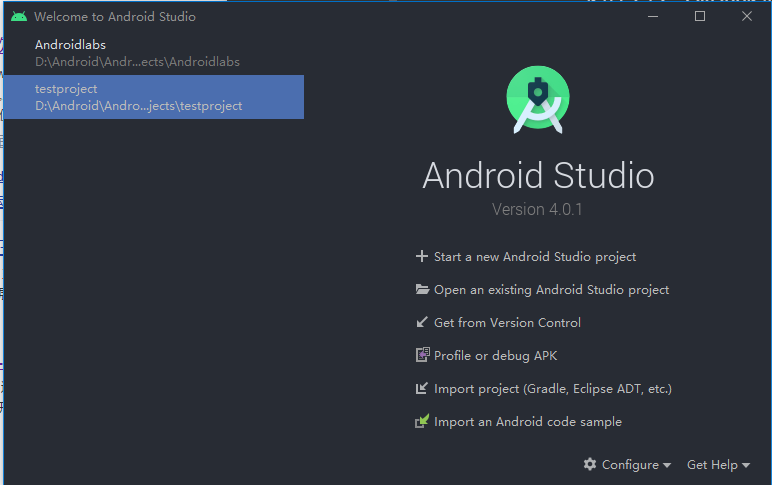 Welcome to Android Studio
Androidlabs
D:\Android\Andr...ects\Androidlabs
testproject
D:\Android\Andro...jects\testproject
Android Studio
Version 4.0.1
Start a new Android Studio project
Open an existing Android Studio project
Get from Version Control
Profile or debug APK
Import project (Gradle, Eclipse ADT, etc.)
Import an Android code sample
Configure
Get Help